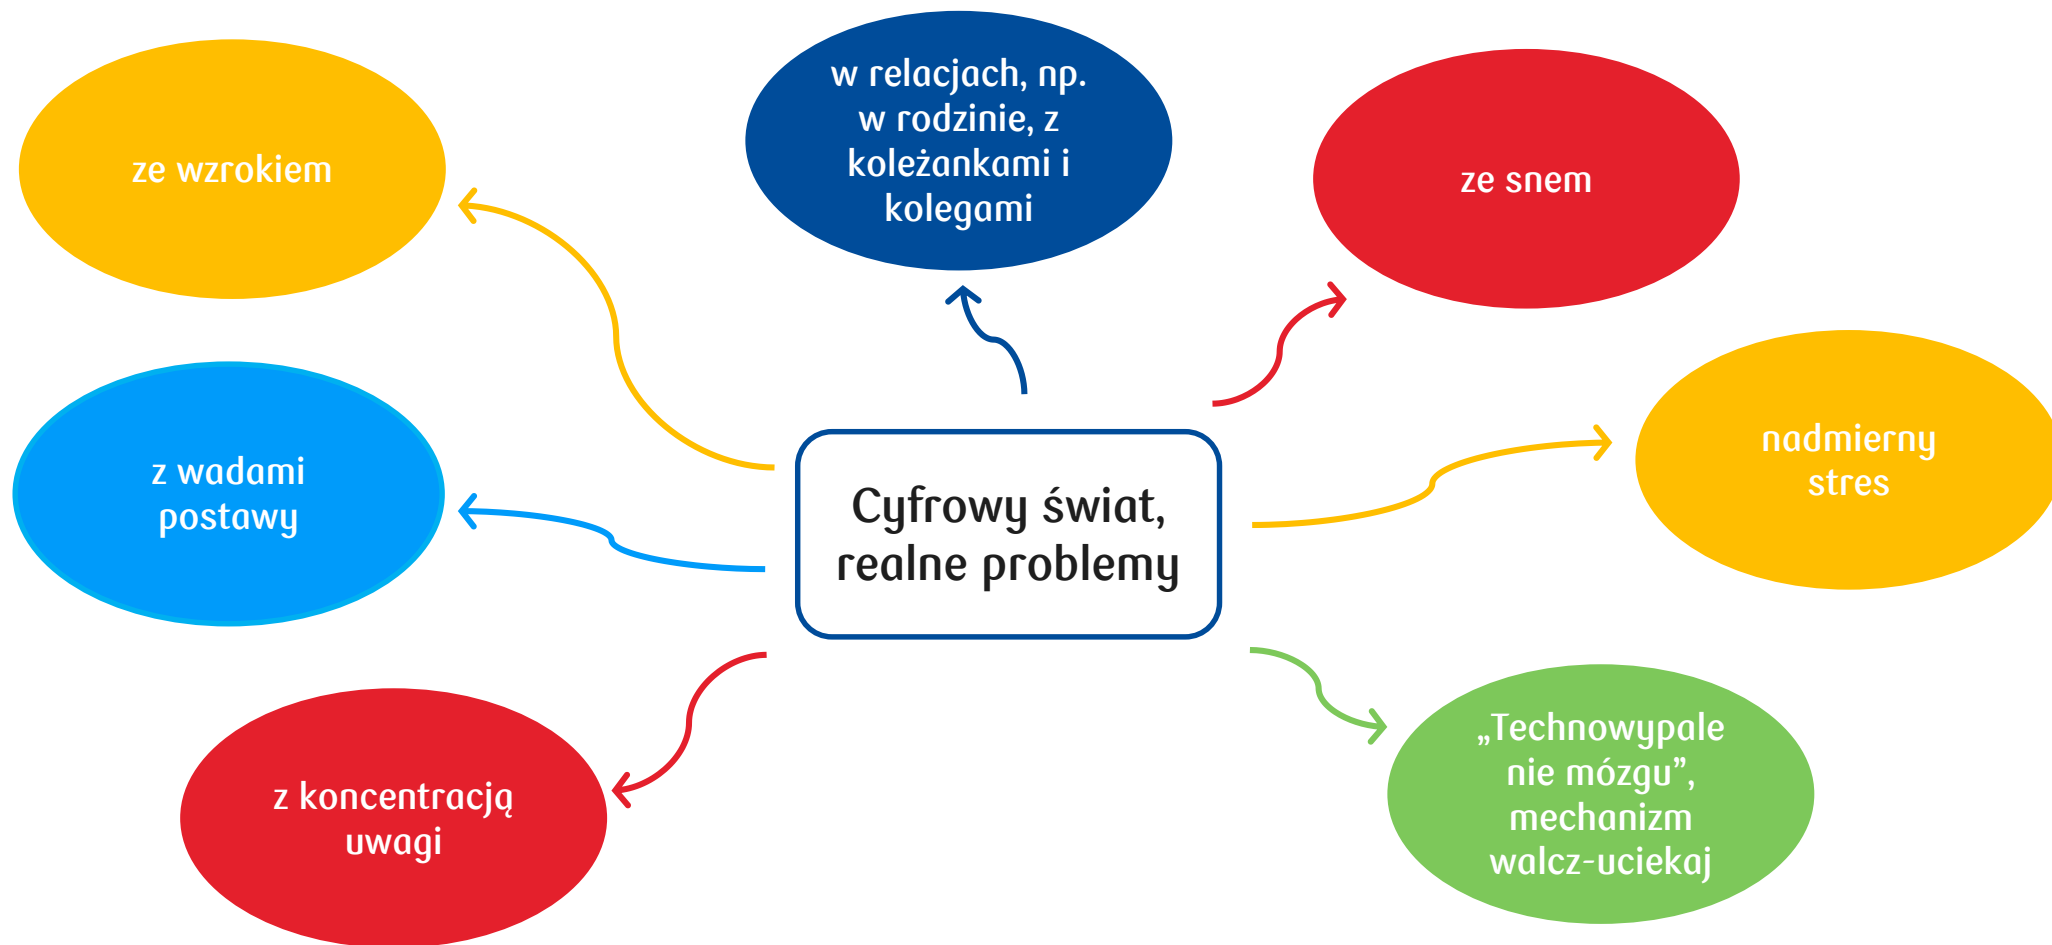 w relacjach, np.
w rodzinie, z
koleżankami i
kolegami
ze wzrokiem
ze snem
nadmierny
stres
z wadami
postawy
Cyfrowy świat,
realne problemy
„Technowypale
nie mózgu”,
mechanizm
walcz-uciekaj
z koncentracją
uwagi